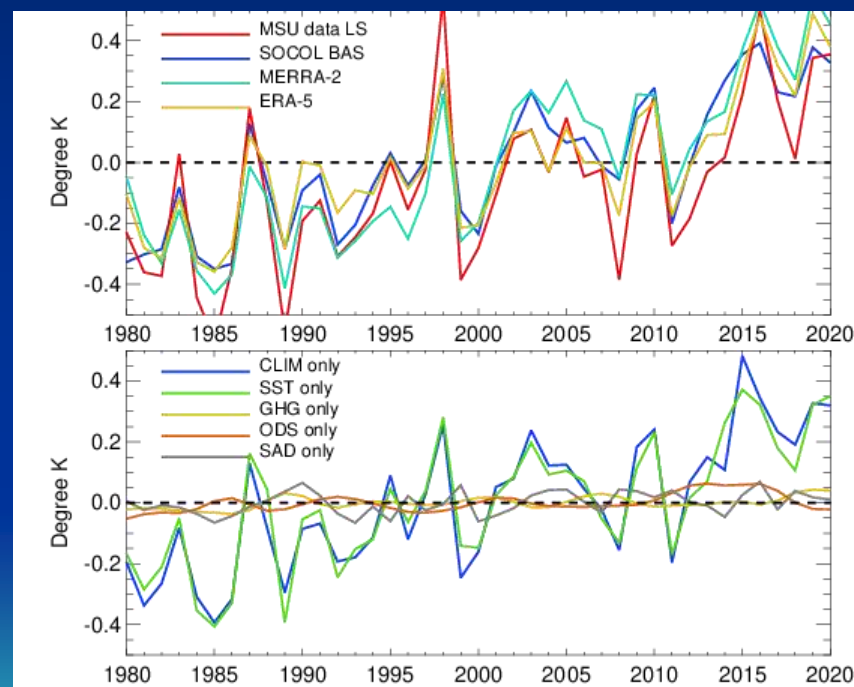 MSU data LS
SOCOL BAS
MERRA-2
ERA-5
Degree K
0.4
0.2
0.0
-0.2
-0.4
1980 1985 1990 1995 2000 2005 2010 2015 2020
CLIM only
SST only
GHG only
ODS only
SAD only
Degree K
0.4
0.2
0.0
-0.2
-0.4
1980 1985 1990 1995 2000 2005 2010 2015 2020